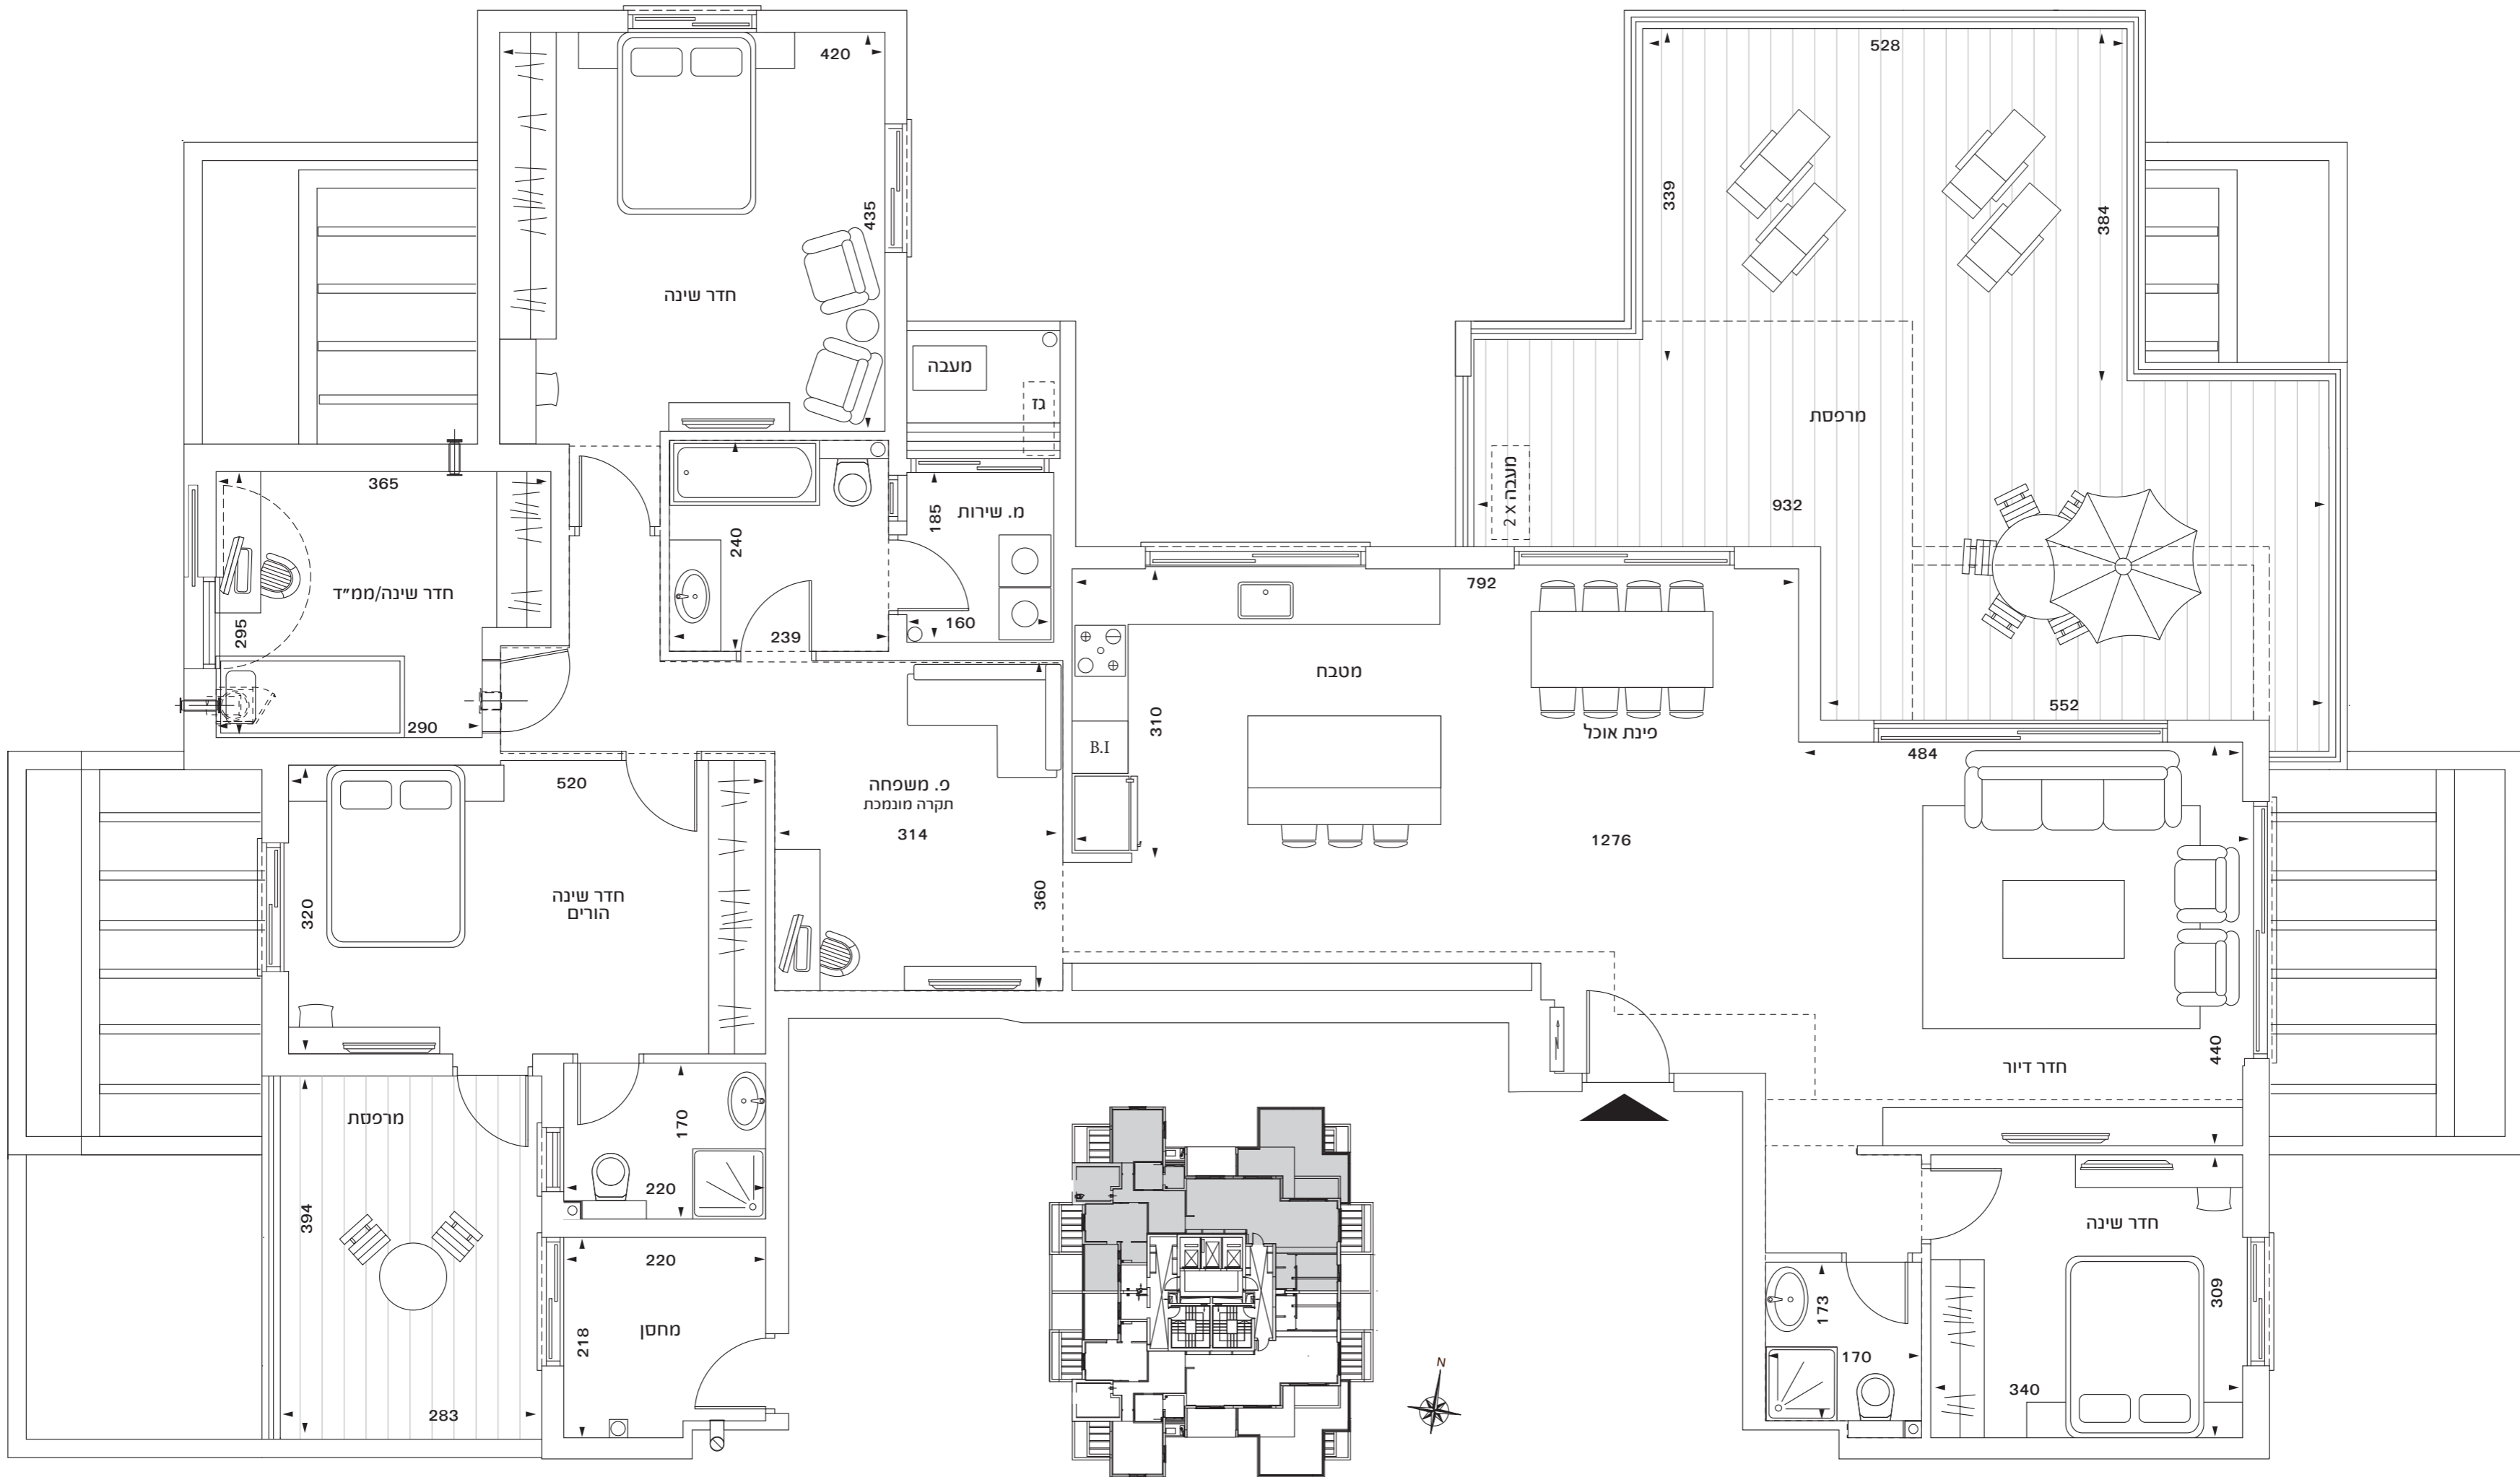 420
528
339
384
435
חדר שינה
מעבה
גז
מרפסת
מעבה x 2
932
365
185
מ. שירות
240
חדר שינה/ממ״ד
295
239
160
792
מטבח
310
290
552
פינת אוכל
B.I
484
520
פ. משפחה
תקרה מונמכת
314
1276
320
חדר שינה
הורים
360
440
חדר דיור
מרפסת
170
220
394
חדר שינה
220
309
173
218
מחסן
170
340
283
N